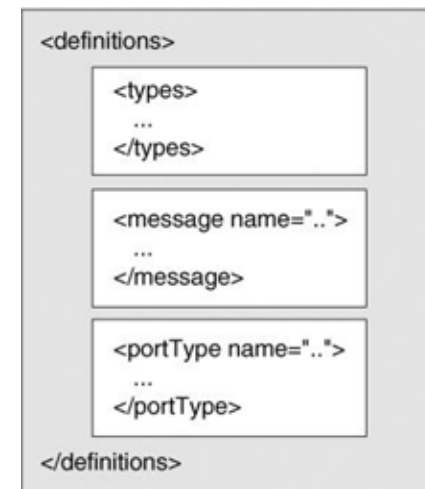 <definitions>
<types>
...
</types>
<message name="..">
...
</message>
<portType name="..">
...
</portType>
</definitions>